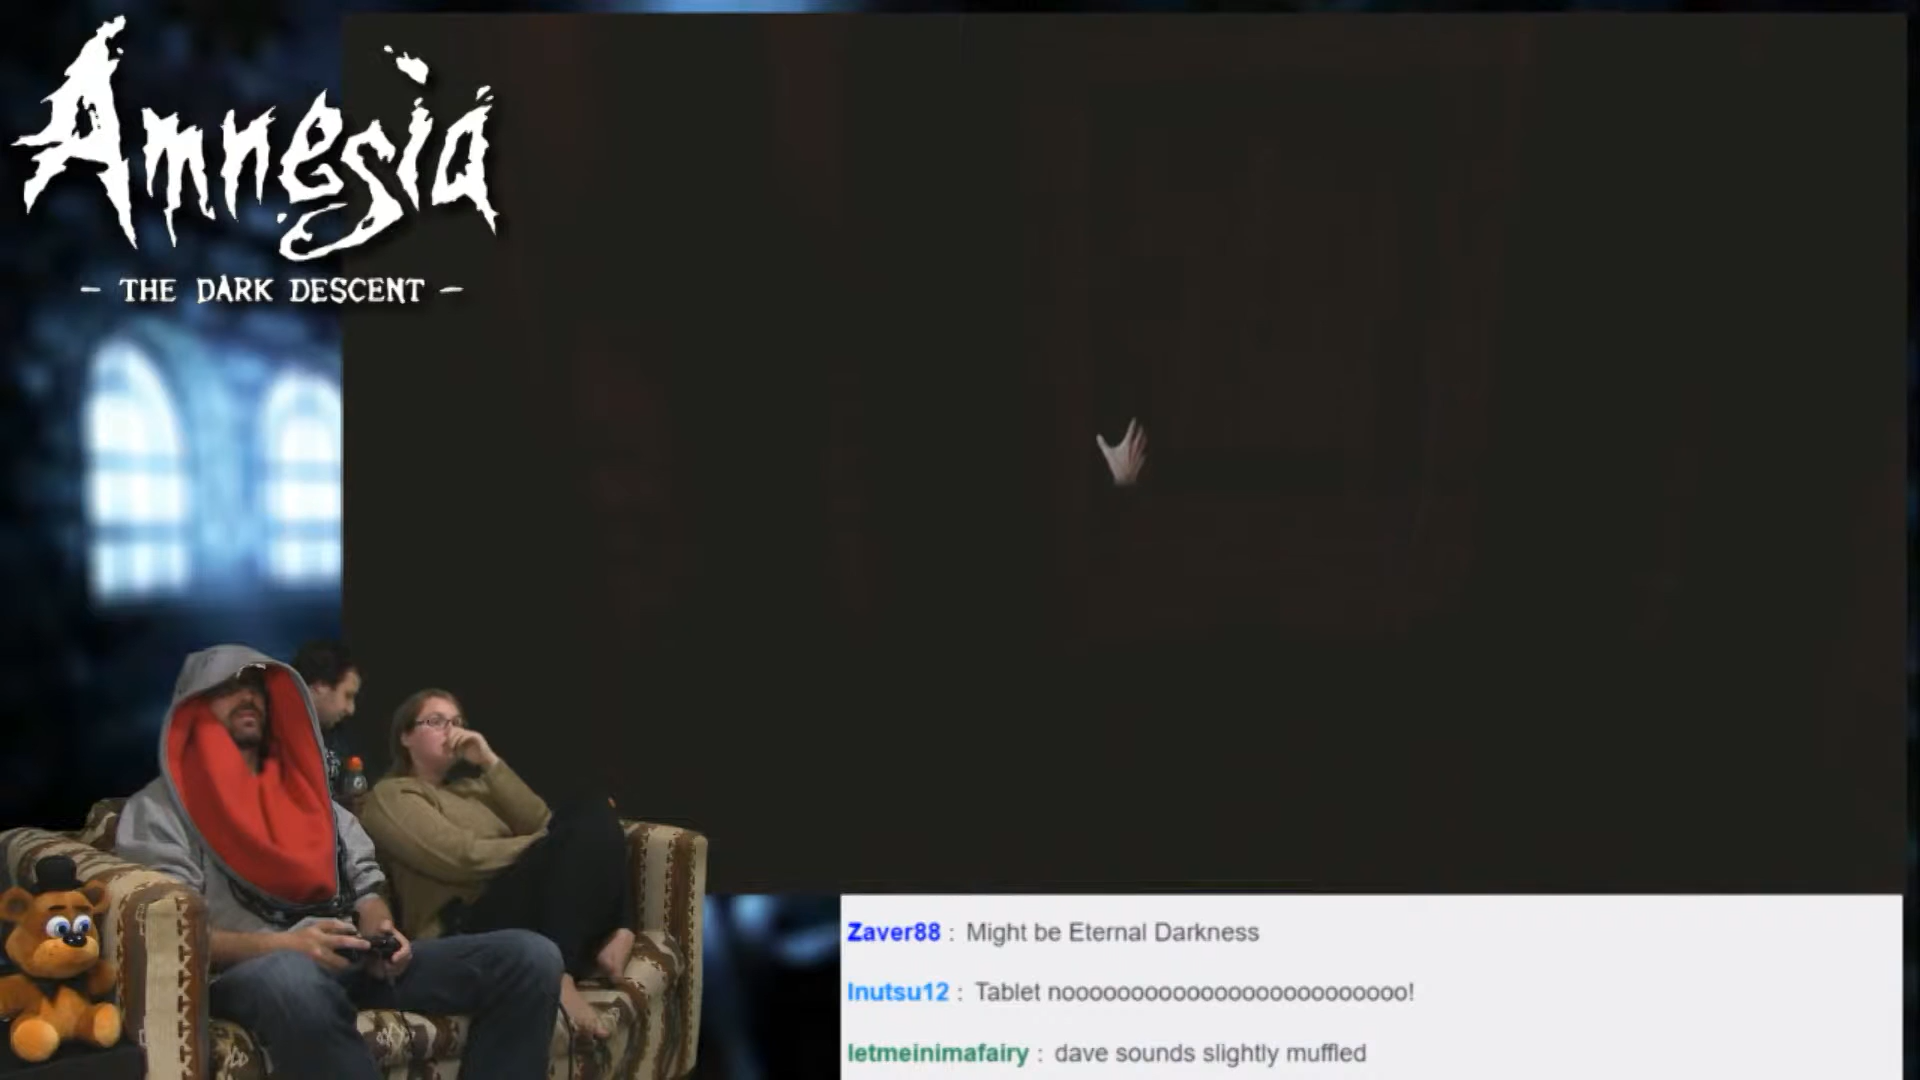 Amnesia
- THE DARK DESCENT -
Zaver88 : Might be Eternal Darkness
Inutsu12 : Tablet nooooooooooooooooooooooooo!
letmeinimafairy : dave sounds slightly muffled